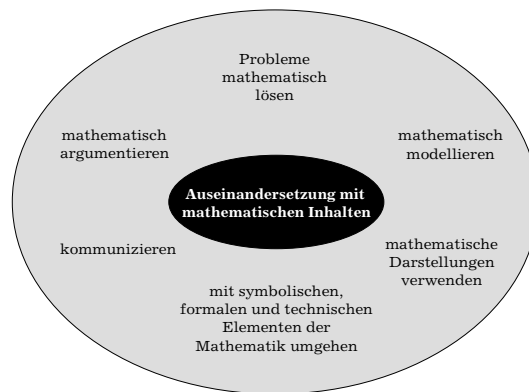 Probleme
mathematisch
lösen
mathematisch
argumentieren
mathematisch
modellieren
Auseinandersetzung mit
mathematischen Inhalten
kommunizieren
mathematische
Darstellungen
verwenden
mit symbolischen,
formalen und technischen
Elementen der
Mathematik umgehen